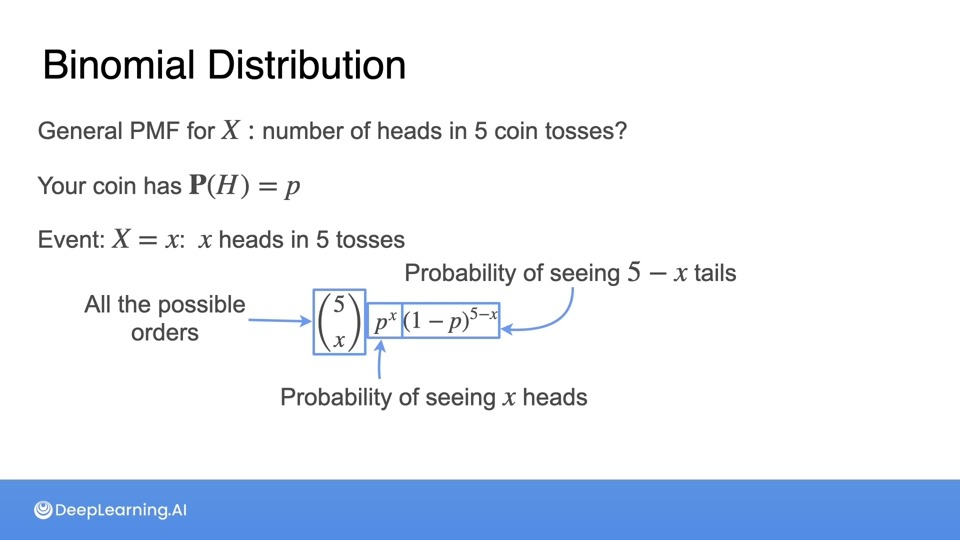 Binomial Distribution
General PMF for X : number of heads in 5 coin tosses?
Your coin has P(H) = p
Event: X = x: x heads in 5 tosses
Probability of seeing 5 − x tails
All the possible
orders
(5 x) p^x (1 − p)^{5−x}
Probability of seeing x heads
DeepLearning.AI